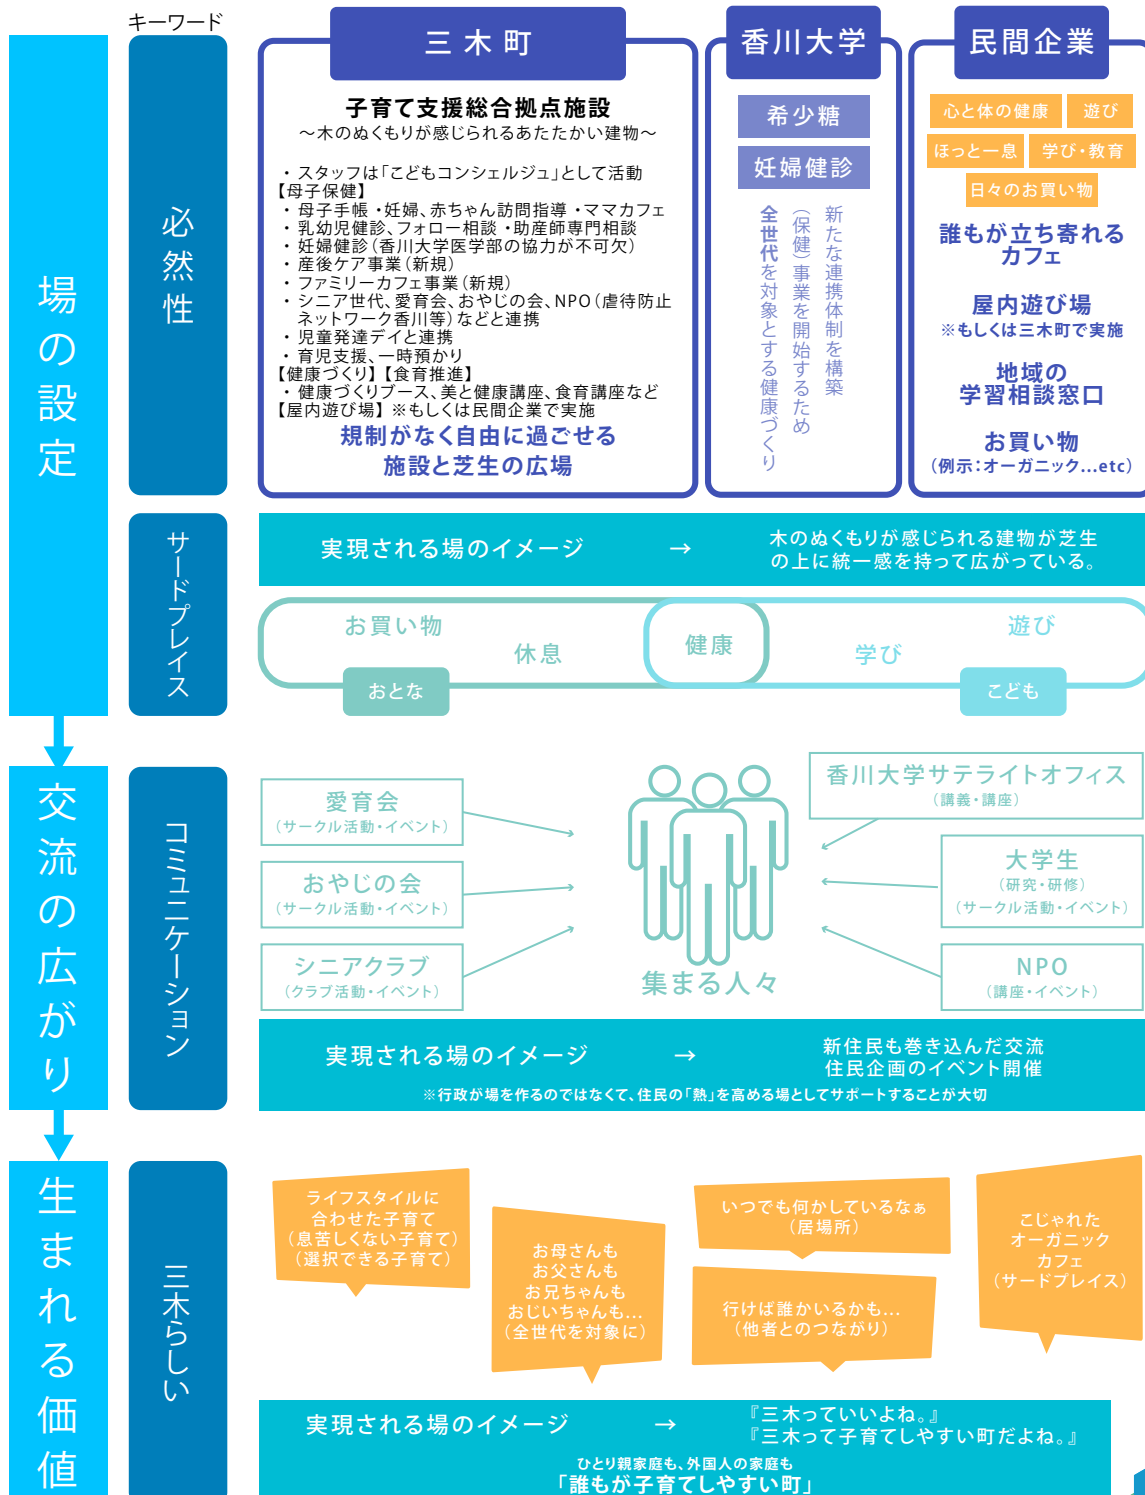 キーワード
場の設定
必然性
三木町
子育て支援総合拠点施設
～木のぬくもりが感じられるあたたかい建物～
・スタッフは「こどもコンシェルジュ」として活動
【母子保健】
・母子手帳・妊婦、赤ちゃん訪問指導・ママカフェ
・乳幼児健診、フォロー相談・助産師専門相談
・妊婦健診（香川大学医学部の協力が不可欠）
・産後ケア事業（新規）
・ファミリーカフェ事業（新規）
・シニア世代、愛育会、おやじの会、NPO（虐待防止
ネットワーク香川等）などと連携
・児童発達デイと連携
・育児支援、一時預かり
【健康づくり】【食育推進】
・健康づくりブース、美と健康講座、食育講座など
【屋内遊び場】※もしくは民間企業で実施
規制がなく自由に過ごせる
施設と芝生の広場
香川大学
希少糖
妊婦健診
新たな連携体制を構築
（保健）事業を開始するため
全世代を対象とする健康づくり
民間企業
心と体の健康
遊び
ほっと一息
学び・教育
日々のお買い物
誰もが立ち寄れる
カフェ
屋内遊び場
※もしくは三木町で実施
地域の
学習相談窓口
お買い物
（例示：オーガニック...etc）
サードプレイス
実現される場のイメージ → 木のぬくもりが感じられる建物が芝生
の上に統一感を持って広がっている。
お買い物
休息
健康
学び
遊び
おとな
こども
交流の広がり
コミュニケーション
愛育会
（サークル活動・イベント）
おやじの会
（サークル活動・イベント）
シニアクラブ
（クラブ活動・イベント）
集まる人々
香川大学サテライトオフィス
（講義・講座）
大学生
（研究・研修）
（サークル活動・イベント）
NPO
（講座・イベント）
実現される場のイメージ → 新住民も巻き込んだ交流
住民企画のイベント開催
※行政が場を作るのではなくて、住民の「熱」を高める場としてサポートすることが大切
生まれる価値
三木らしい
ライフスタイルに
合わせた子育て
（息苦しくない子育て）
（選択できる子育て）
お母さんも
お父さんも
お兄ちゃんも
おじいちゃんも...
（全世代を対象に）
いつでも何かしているなぁ
（居場所）
行けば誰かいるかも...
（他者とのつながり）
こじゃれた
オーガニック
カフェ
（サードプレイス）
実現される場のイメージ → 『三木っていいよね。』
『三木って子育てしやすい町だよね。』
ひとり親家庭も、外国人の家庭も
「誰もが子育てしやすい町」